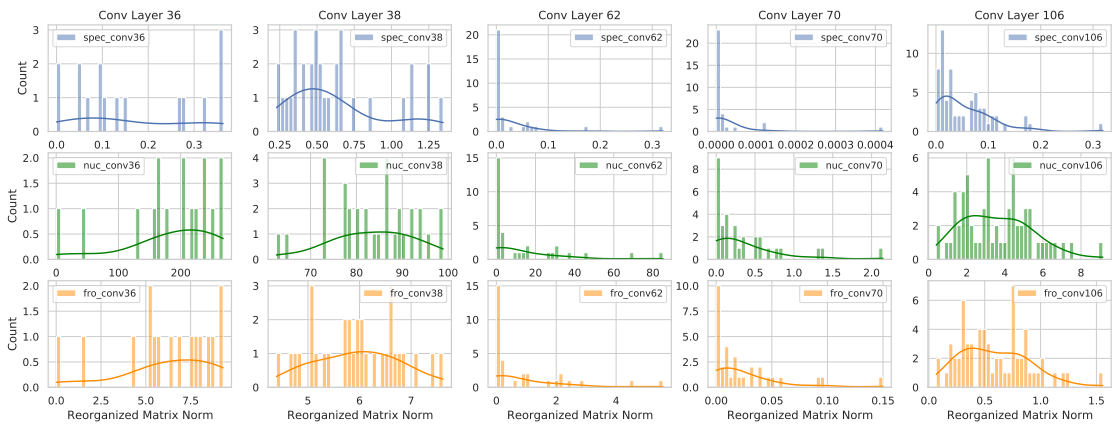 Conv Layer 36 Conv Layer 38 Conv Layer 62 Conv Layer 70 Conv Layer 106
Count
3 2 1 0
spec_conv36
0.0 0.1 0.2 0.3
4 3 2 1 0
spec_conv38
0.25 0.50 0.75 1.00 1.25
20 15 10 5 0
spec_conv62
0.0 0.1 0.2 0.3
20 15 10 5 0
spec_conv70
0.0000 0.0001 0.0002 0.0003 0.0004
10 5 0
spec_conv106
0.0 0.1 0.2 0.3
Count
2.0 1.5 1.0 0.5 0.0
nuc_conv36
0 100 200
4 3 2 1 0
nuc_conv38
70 80 90 100
15 10 5 0
nuc_conv62
0 20 40 60 80
8 6 4 2 0
nuc_conv70
0.0 0.5 1.0 1.5 2.0
6 4 2 0
nuc_conv106
0 2 4 6 8
Count
2.0 1.5 1.0 0.5 0.0
fro_conv36
0.0 2.5 5.0 7.5
Reorganized Matrix Norm
3 2 1 0
fro_conv38
5 6 7
Reorganized Matrix Norm
15 10 5 0
fro_conv62
0 2 4
Reorganized Matrix Norm
10.0 7.5 5.0 2.5 0.0
fro_conv70
0.00 0.05 0.10 0.15
Reorganized Matrix Norm
6 4 2 0
fro_conv106
0.0 0.5 1.0 1.5
Reorganized Matrix Norm